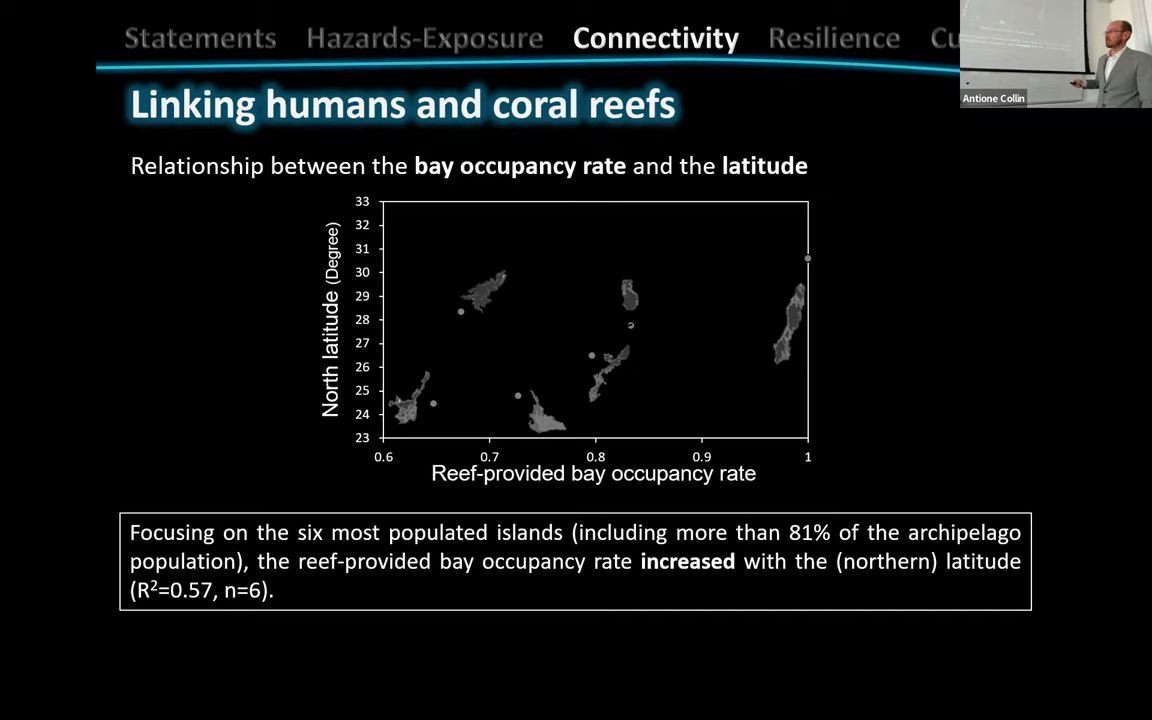 Statements Hazards-Exposure Connectivity Resilience Cu
Antione Collin
Linking humans and coral reefs
Relationship between the bay occupancy rate and the latitude
North latitude (Degree)
33
32
31
30
29
28
27
26
25
24
23
0.6 0.7 0.8 0.9 1
Reef-provided bay occupancy rate
Focusing on the six most populated islands (including more than 81% of the archipelago
population), the reef-provided bay occupancy rate increased with the (northern) latitude
(R²=0.57, n=6).